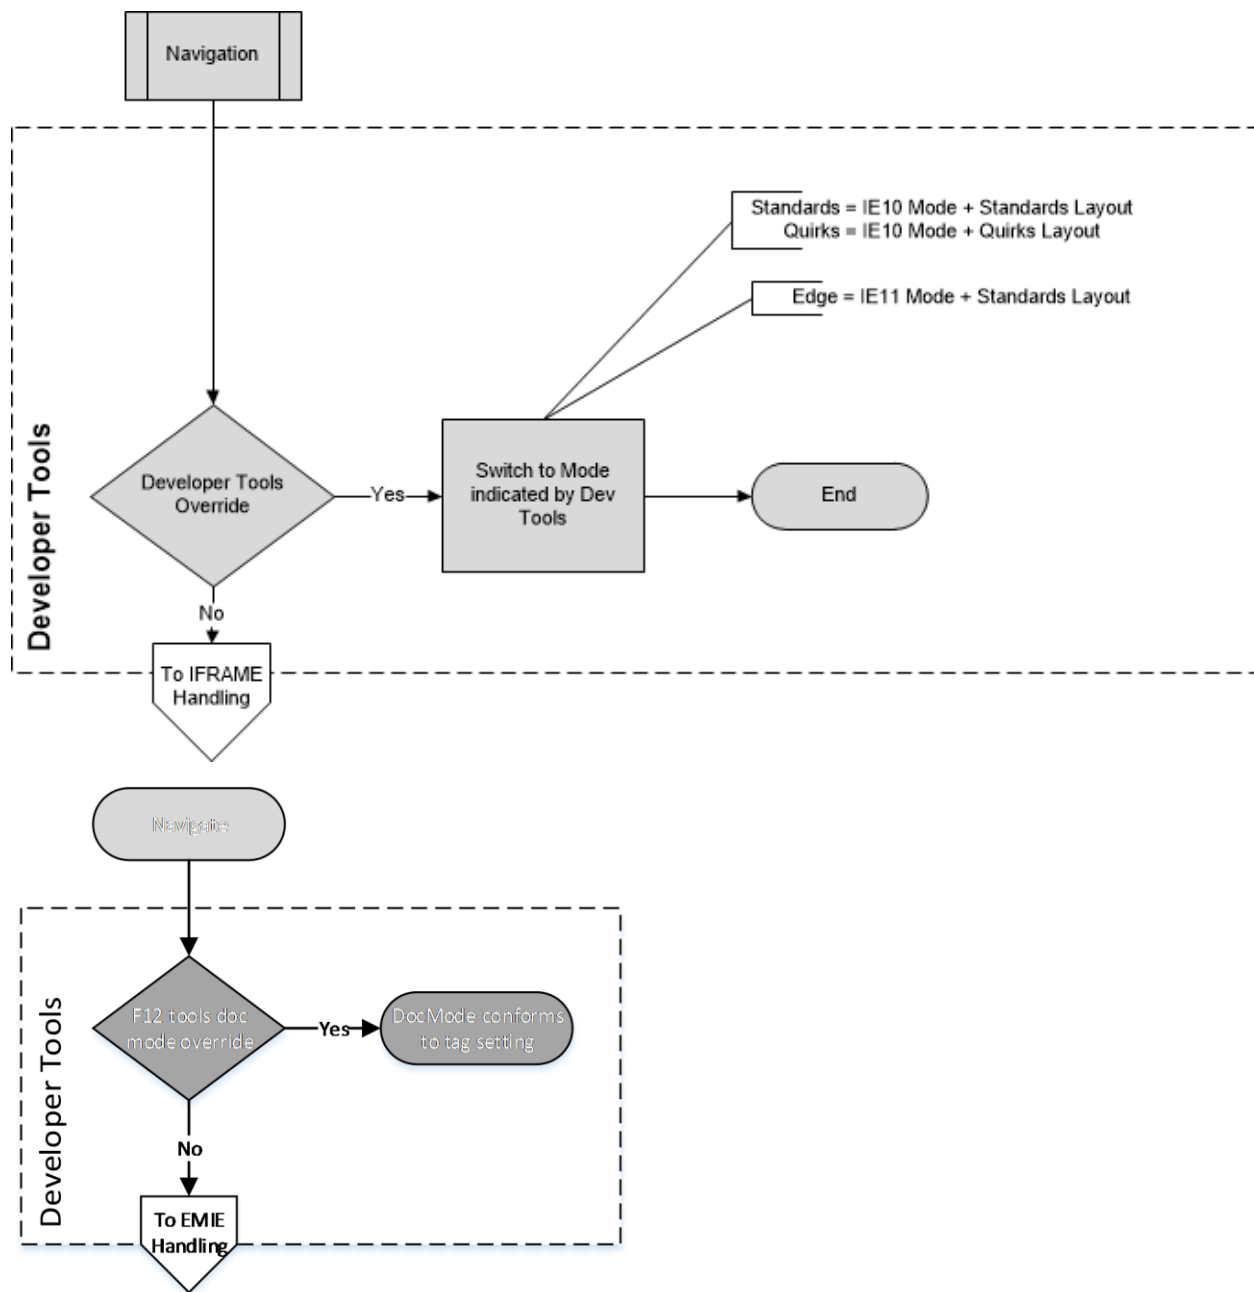 Navigation
Standards = IE10 Mode + Standards Layout
Quirks = IE10 Mode + Quirks Layout
Edge = IE11 Mode + Standards Layout
Developer Tools
Developer Tools
Override
Yes
Switch to Mode
indicated by Dev
Tools
End
No
To IFRAME
Handling
Navigate
Developer Tools
F12 tools doc
mode override
Yes
DocMode conforms
to tag setting
No
To EMIE
Handling